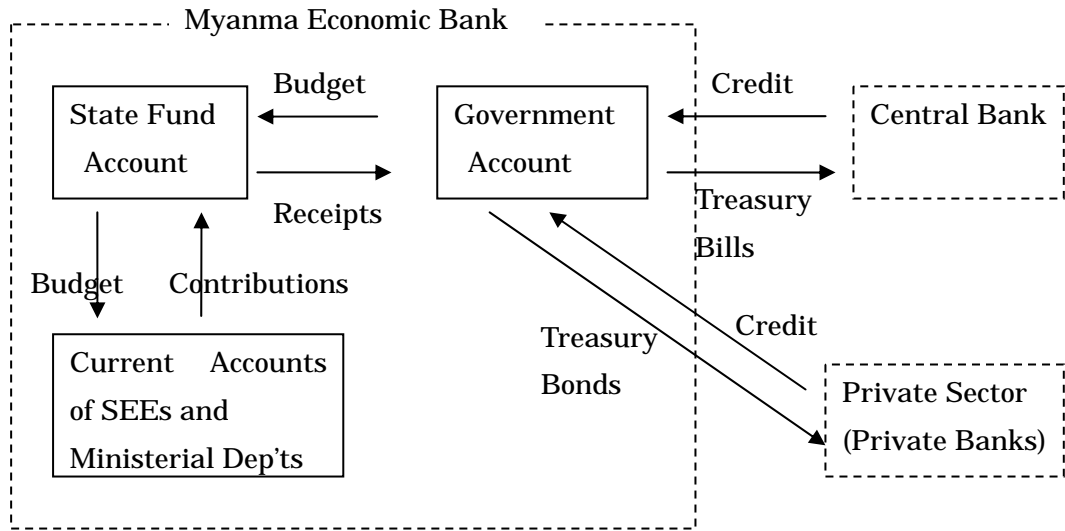 Myanma Economic Bank
Budget
Credit
State Fund
Account
Government
Account
Central Bank
Receipts
Treasury
Bills
Budget
Contributions
Treasury
Bonds
Credit
Current Accounts
of SEEs and
Ministerial Dep'ts
Private Sector
(Private Banks)